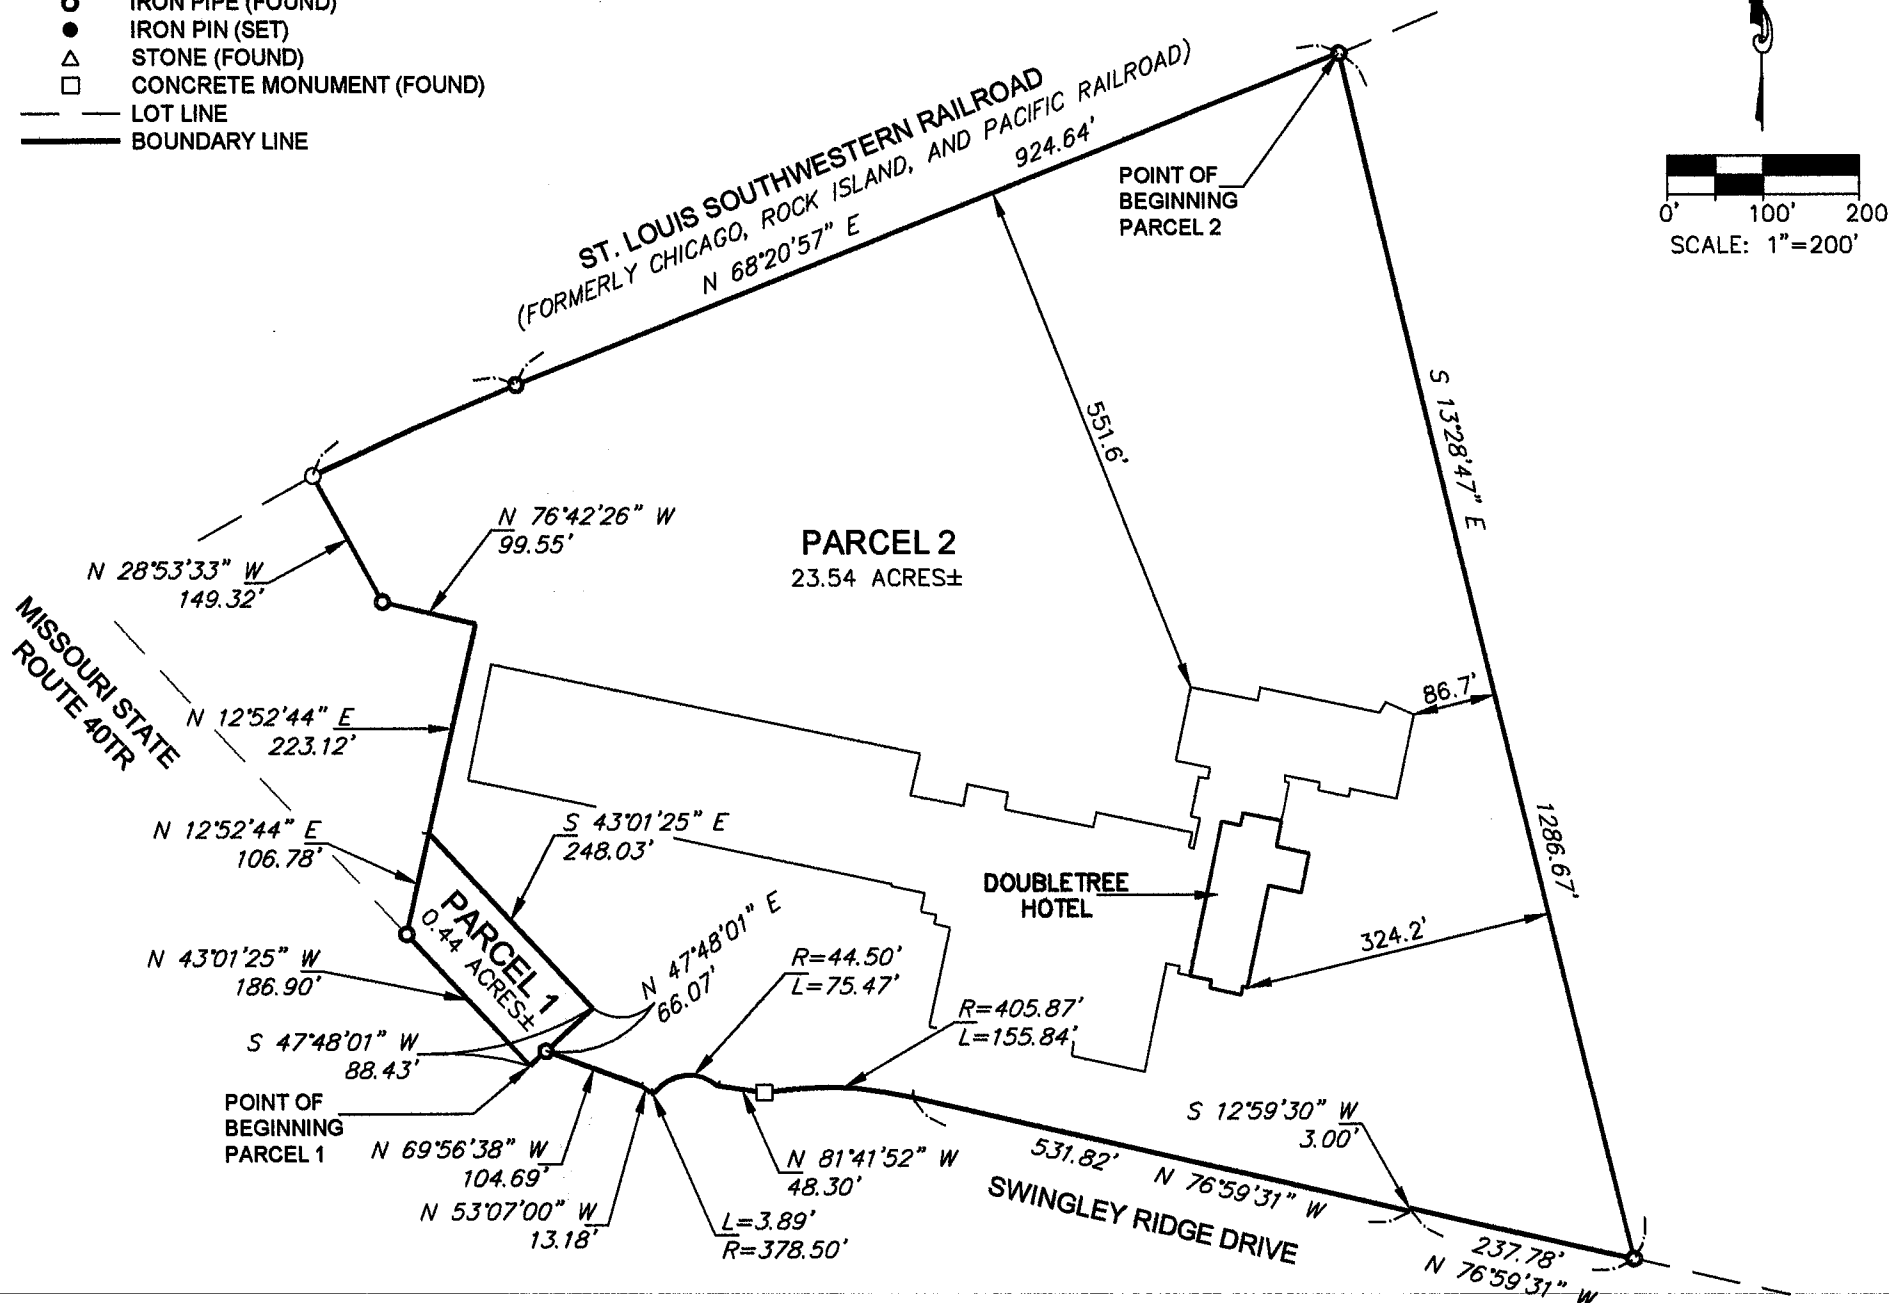 IRON PIPE (FOUND)
IRON PIN (SET)
STONE (FOUND)
CONCRETE MONUMENT (FOUND)
LOT LINE
BOUNDARY LINE
ST. LOUIS SOUTHWESTERN RAILROAD
(FORMERLY CHICAGO, ROCK ISLAND, AND PACIFIC RAILROAD)
N 68°20'57" E
924.64'
POINT OF
BEGINNING
PARCEL 2
0' 100' 200
SCALE: 1"=200'
551.6'
S 13°28'47" E
1286.67'
N 76°42'26" W
99.55'
PARCEL 2
23.54 ACRES±
N 28°53'33" W
149.32'
MISSOURI STATE
ROUTE 40TR
N 12°52'44" E
223.12'
86.7'
N 12°52'44" E
106.78'
S 43°01'25" E
248.03'
DOUBLETREE
HOTEL
324.2'
PARCEL 1
0.44 ACRES±
N 43°01'25" W
186.90'
N 47°48'01" E
66.07'
R=44.50'
L=75.47'
R=405.87'
L=155.84'
S 47°48'01" W
88.43'
POINT OF
BEGINNING
PARCEL 1
N 69°56'38" W
104.69'
N 53°07'00" W
13.18'
L=3.89'
R=378.50'
N 81°41'52" W
48.30'
531.82'
N 76°59'31" W
SWINGLEY RIDGE DRIVE
S 12°59'30" W
3.00'
237.78'
N 76°59'31" W